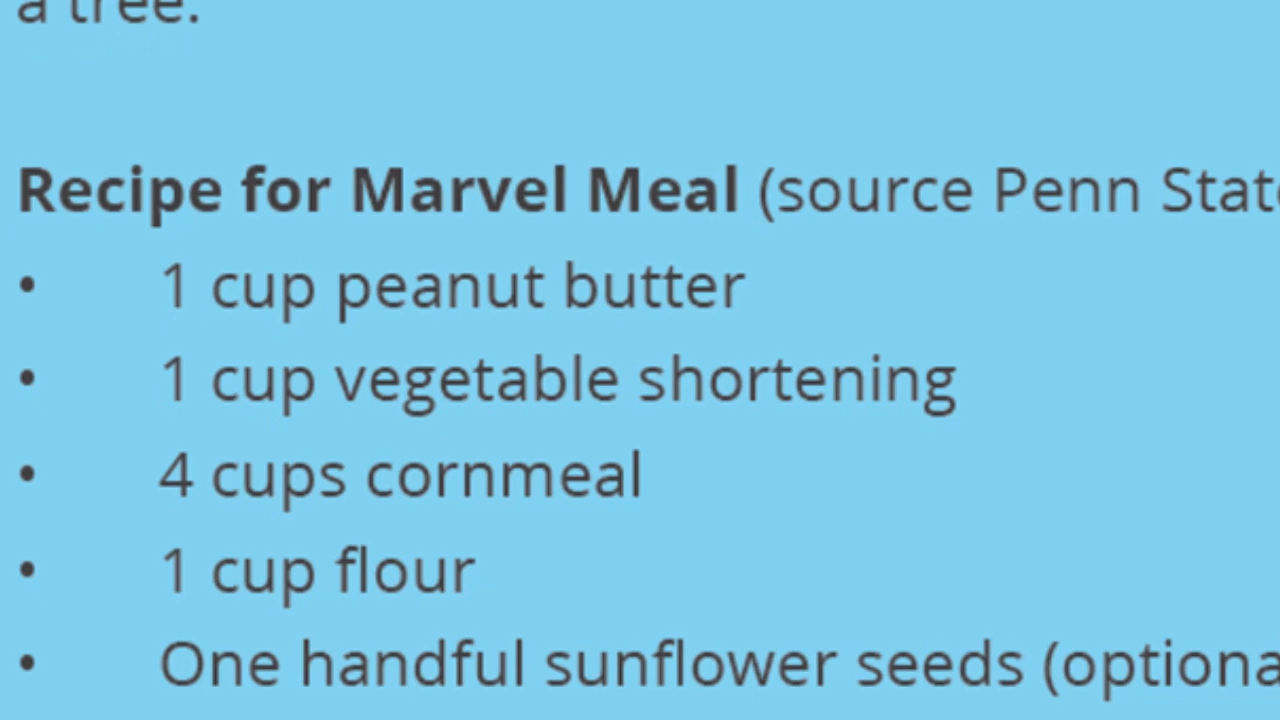 a tree.
Recipe for Marvel Meal (source Penn State
• 1 cup peanut butter
• 1 cup vegetable shortening
• 4 cups cornmeal
• 1 cup flour
• One handful sunflower seeds (optiona